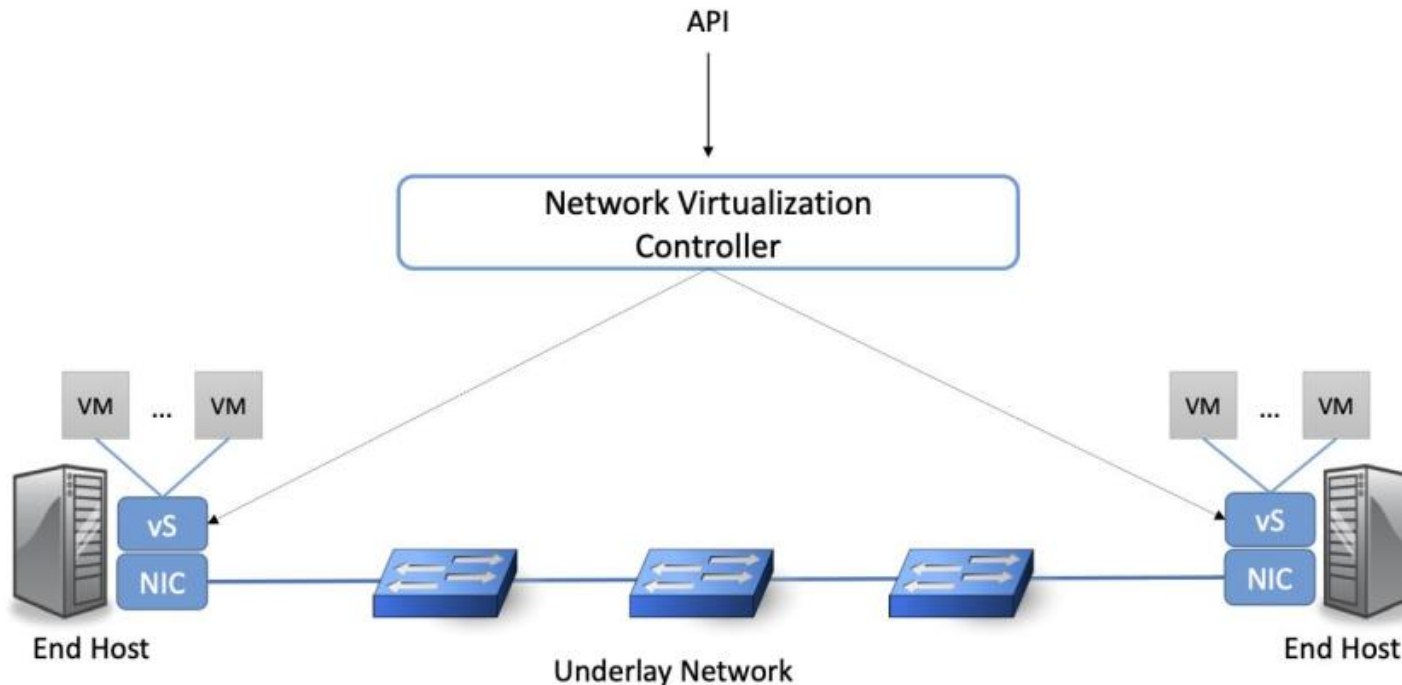 API
Network Virtualization
Controller
VM ... VM
VM ... VM
vS
vS
NIC
NIC
End Host
End Host
Underlay Network